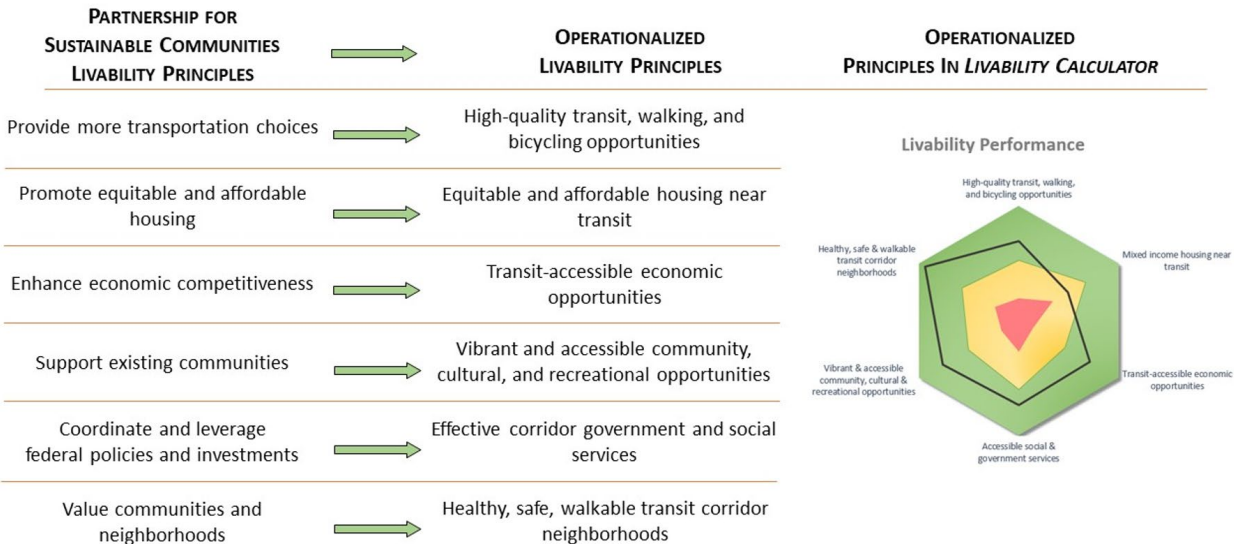 PARTNERSHIP FOR
SUSTAINABLE COMMUNITIES
LIVABILITY PRINCIPLES
OPERATIONALIZED
LIVABILITY PRINCIPLES
OPERATIONALIZED
PRINCIPLES IN LIVABILITY CALCULATOR
Provide more transportation choices
High-quality transit, walking, and
bicycling opportunities
Promote equitable and affordable
housing
Equitable and affordable housing near
transit
Enhance economic competitiveness
Transit-accessible economic
opportunities
Support existing communities
Vibrant and accessible community,
cultural, and recreational opportunities
Coordinate and leverage
federal policies and investments
Effective corridor government and social
services
Value communities and
neighborhoods
Healthy, safe, walkable transit corridor
neighborhoods
Livability Performance
High-quality transit, walking,
and bicycling opportunities
Mixed income housing near
transit
Transit-accessible economic
opportunities
Accessible social &
government services
Vibrant & accessible
community, cultural &
recreational opportunities
Healthy, safe & walkable
transit corridor
neighborhoods